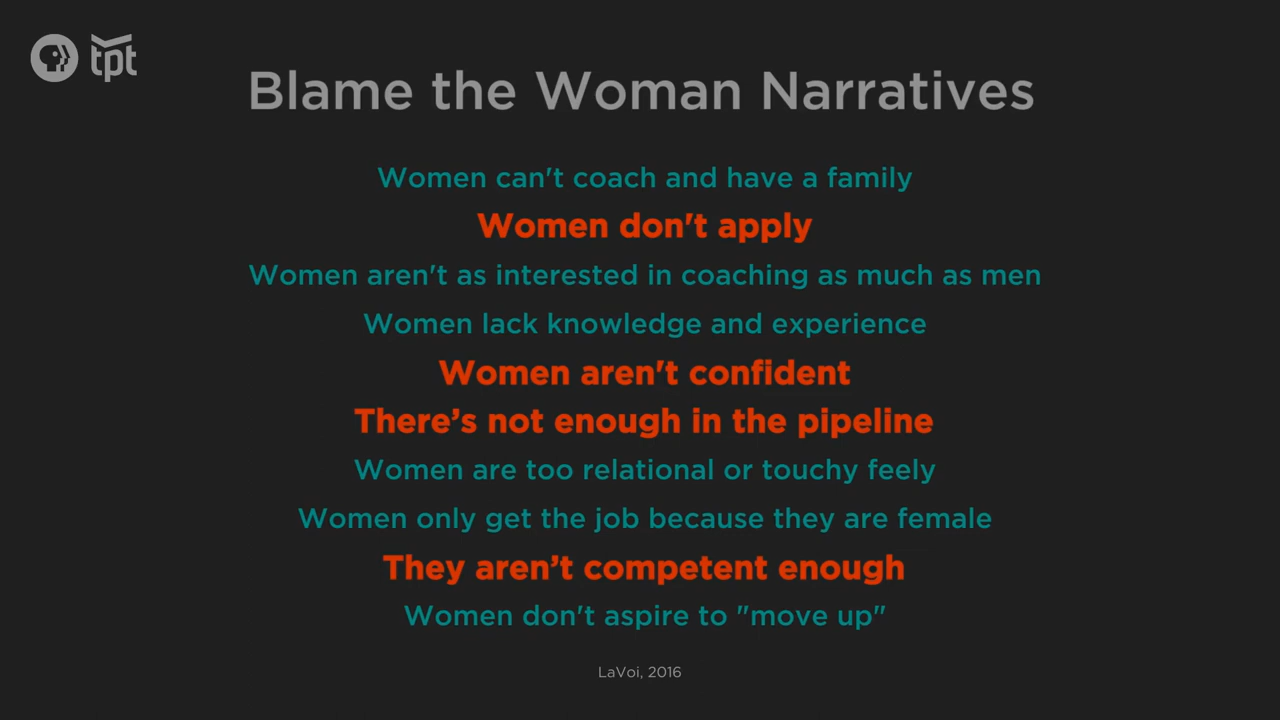 tpt
Blame the Woman Narratives
Women can't coach and have a family
Women don't apply
Women aren't as interested in coaching as much as men
Women lack knowledge and experience
Women aren't confident
There’s not enough in the pipeline
Women are too relational or touchy feely
Women only get the job because they are female
They aren’t competent enough
Women don't aspire to "move up"
LaVoi, 2016